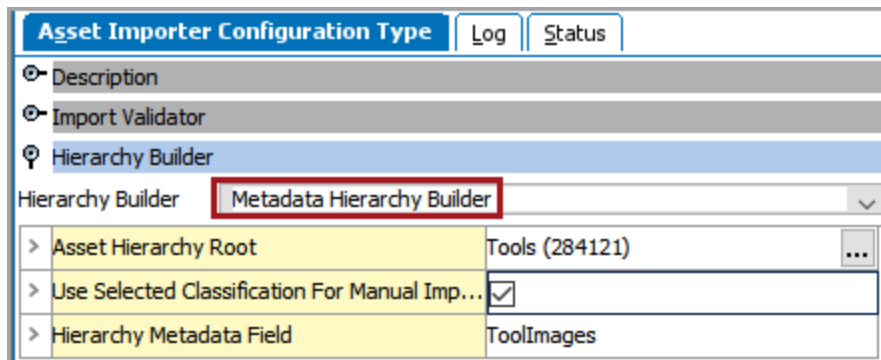 Asset Importer Configuration Type Log Status
Description
Import Validator
Hierarchy Builder
Hierarchy Builder Metadata Hierarchy Builder
> Asset Hierarchy Root Tools (284121) ...
> Use Selected Classification For Manual Imp...
> Hierarchy Metadata Field ToolImages